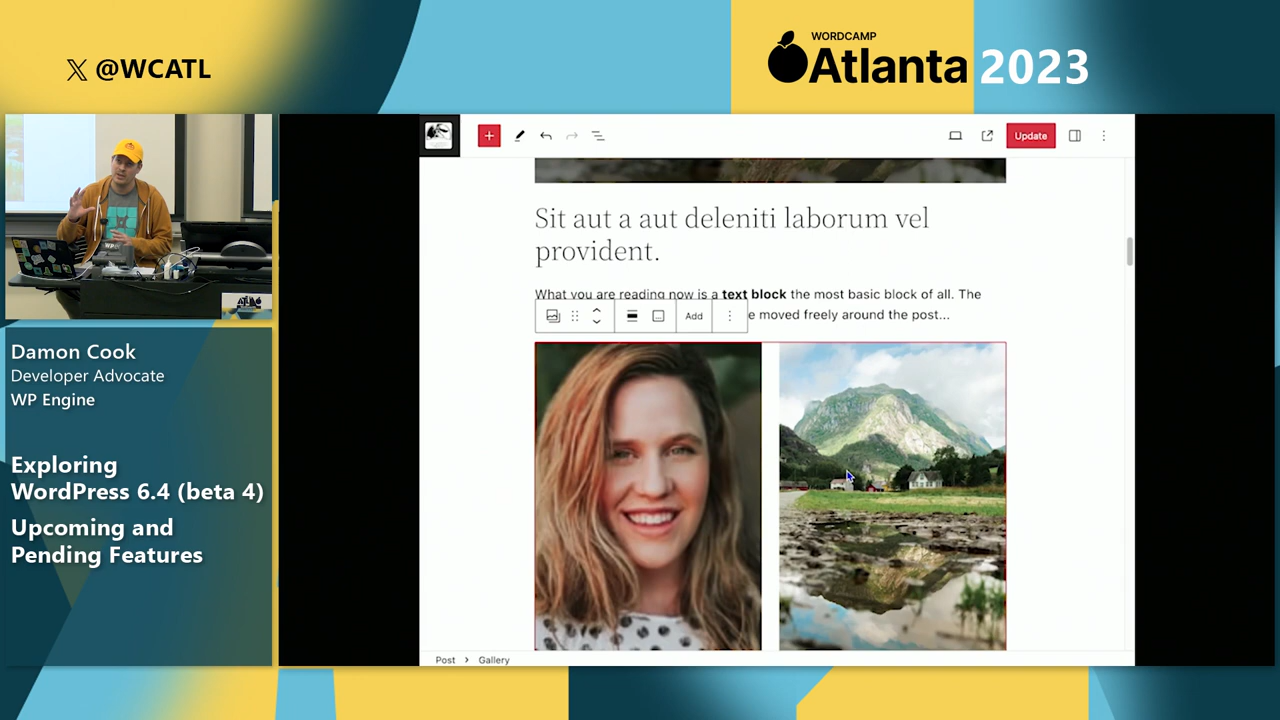 𝕏 @WCATL
WORDCAMP
Atlanta 2023
Update
Sit aut a aut deleniti laborum vel
provident.
What you are reading now is a text block the most basic block of all. The
e moved freely around the post...
Add
Post > Gallery
Damon Cook
Developer Advocate
WP Engine
Exploring
WordPress 6.4 (beta 4)
Upcoming and
Pending Features